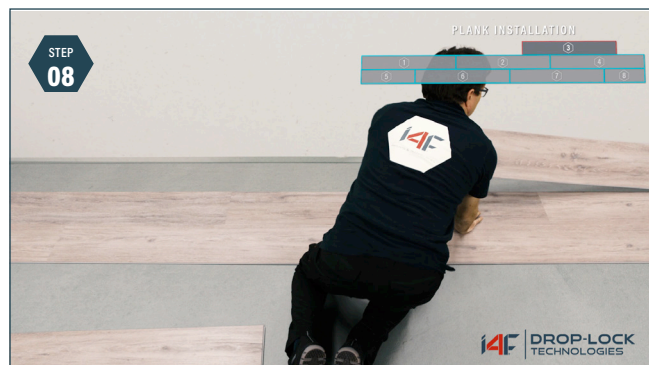 STEP
08
PLANK INSTALLATION
3
1 2 4
5 6 7 8
i4F
i4F DROP-LOCK
TECHNOLOGIES